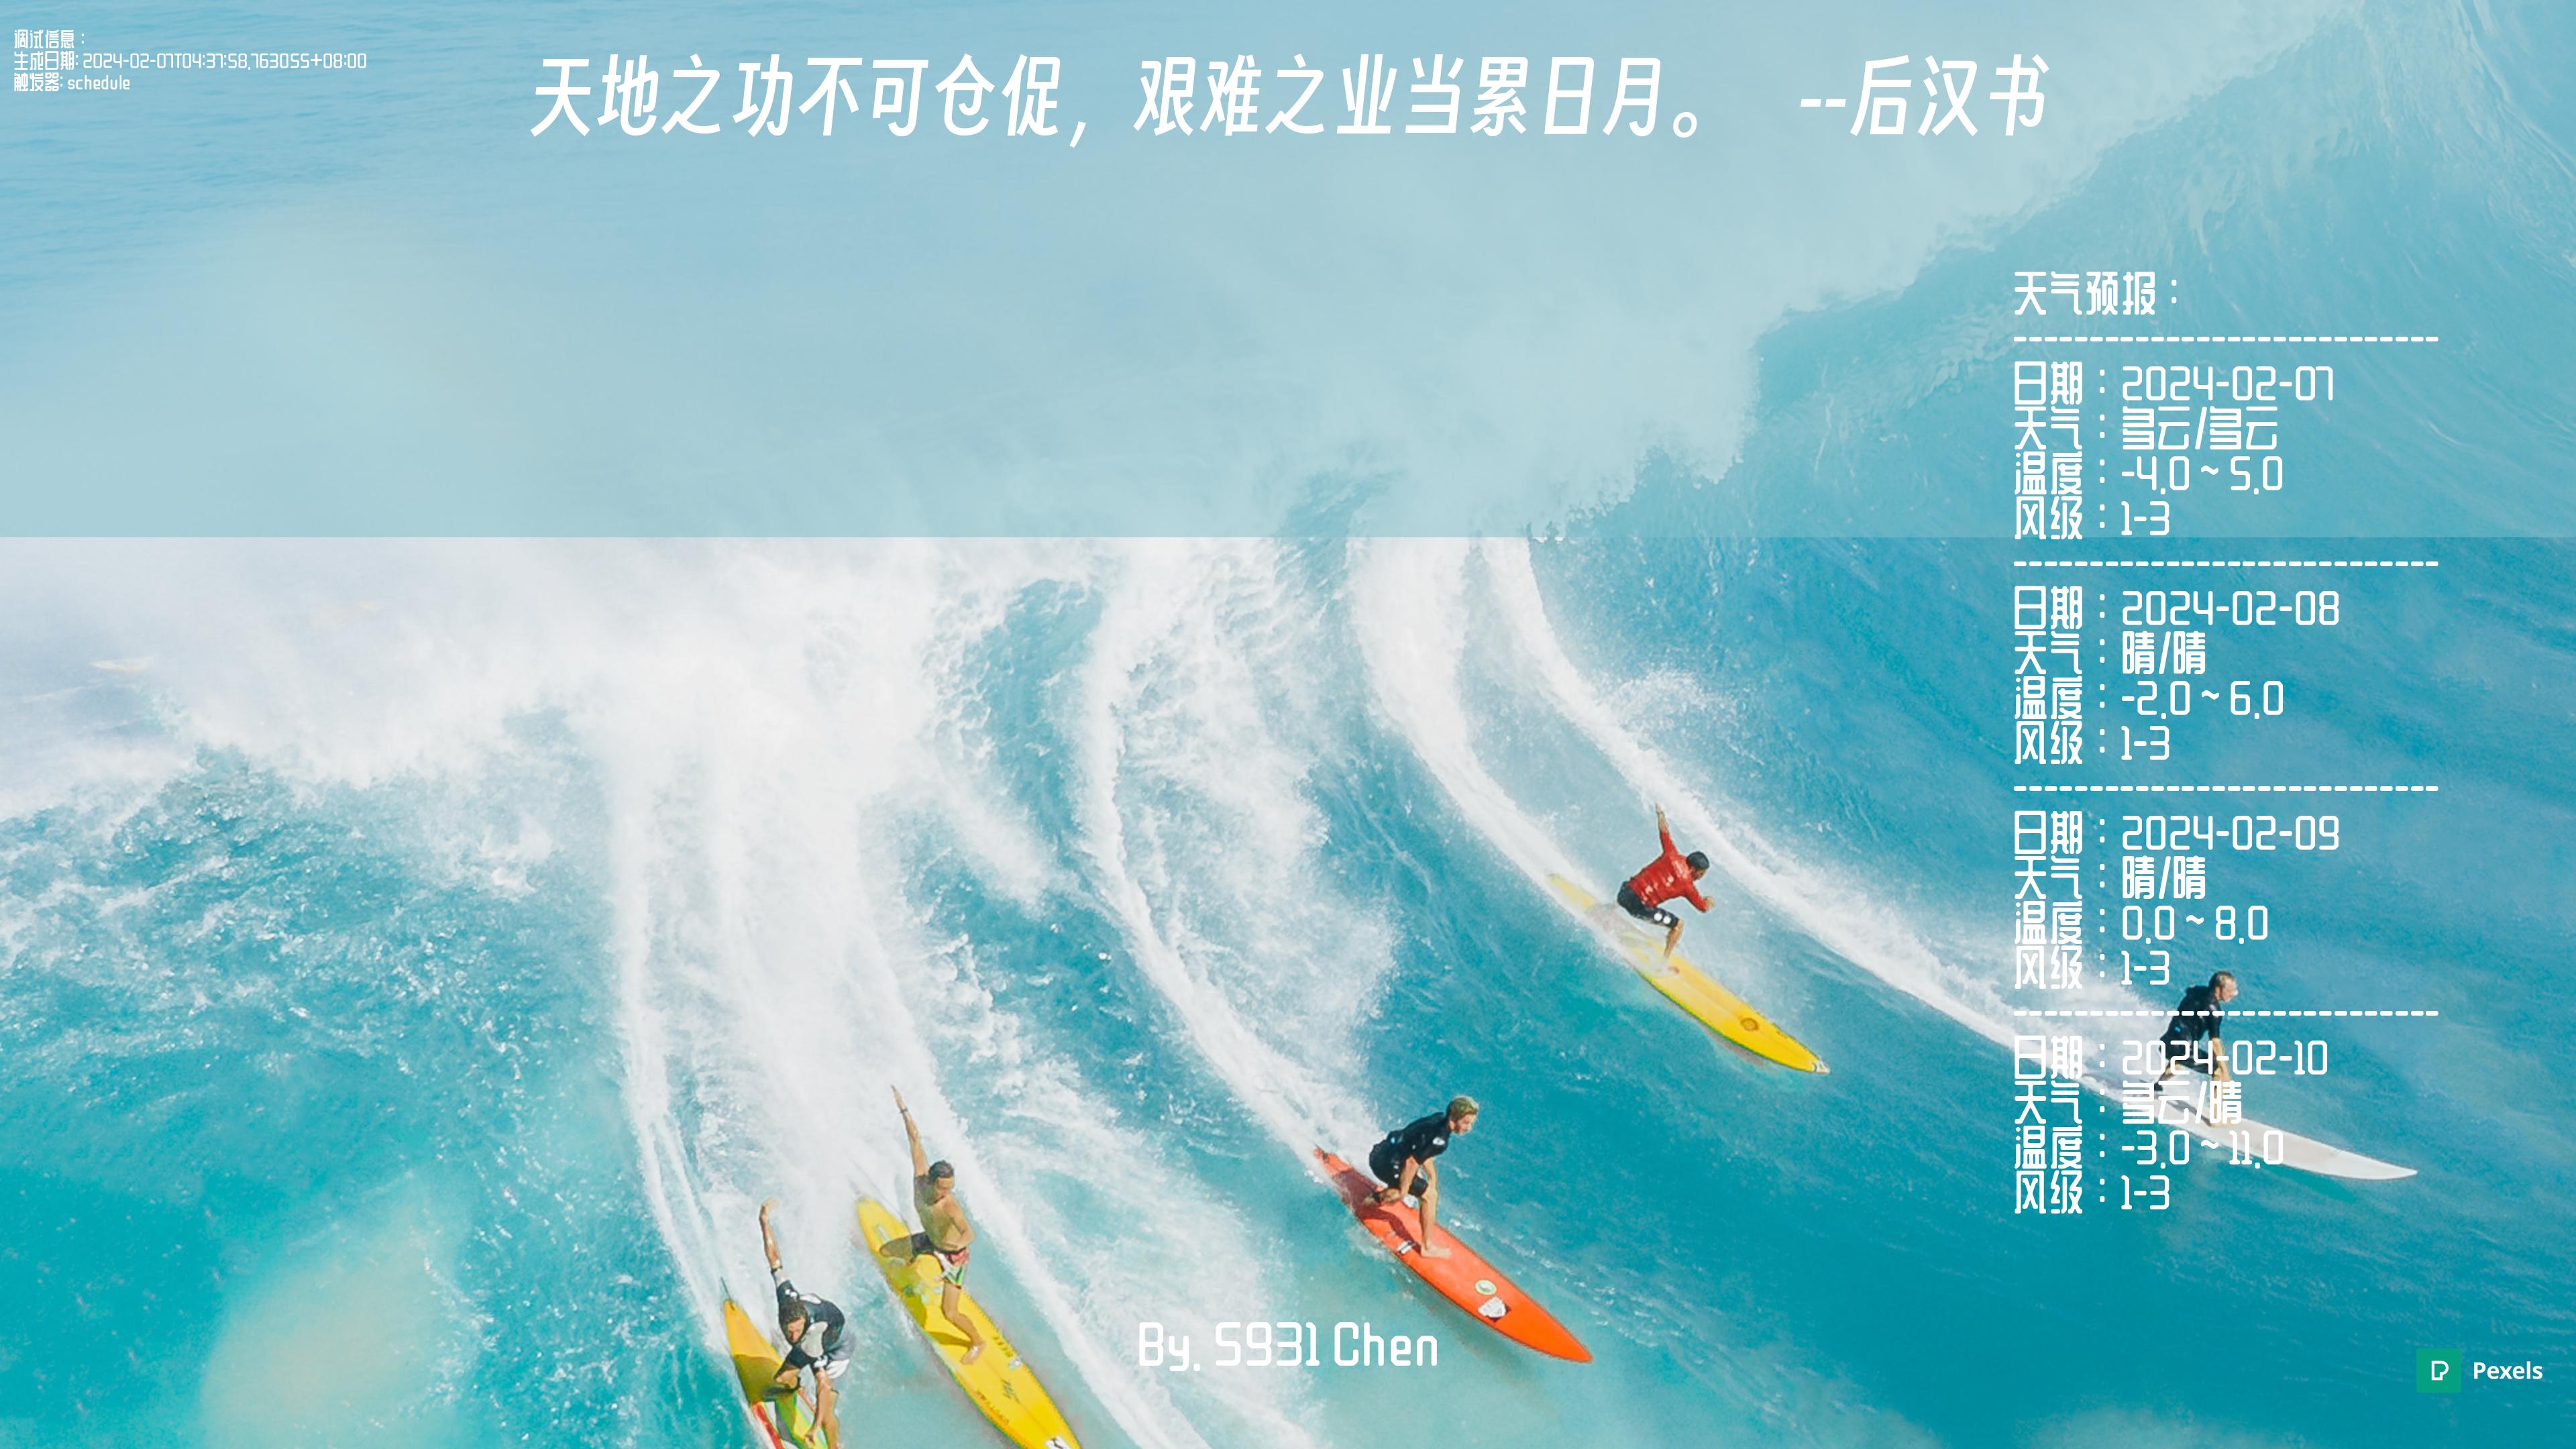 调试信息：
生成日期: 2024-02-07T04:37:58.763055+08:00
触发器: schedule
天地之功不可仓促，艰难之业当累日月。 --后汉书
天气预报：
----------------------------
日期：2024-02-07
天气：多云/多云
温度：-4.0 ~ 5.0
风级：1-3
----------------------------
日期：2024-02-08
天气：晴/晴
温度：-2.0 ~ 6.0
风级：1-3
----------------------------
日期：2024-02-09
天气：晴/晴
温度：0.0 ~ 8.0
风级：1-3
----------------------------
日期：2024-02-10
天气：多云/晴
温度：-3.0 ~ 11.0
风级：1-3
By. S931 Chen
Pexels